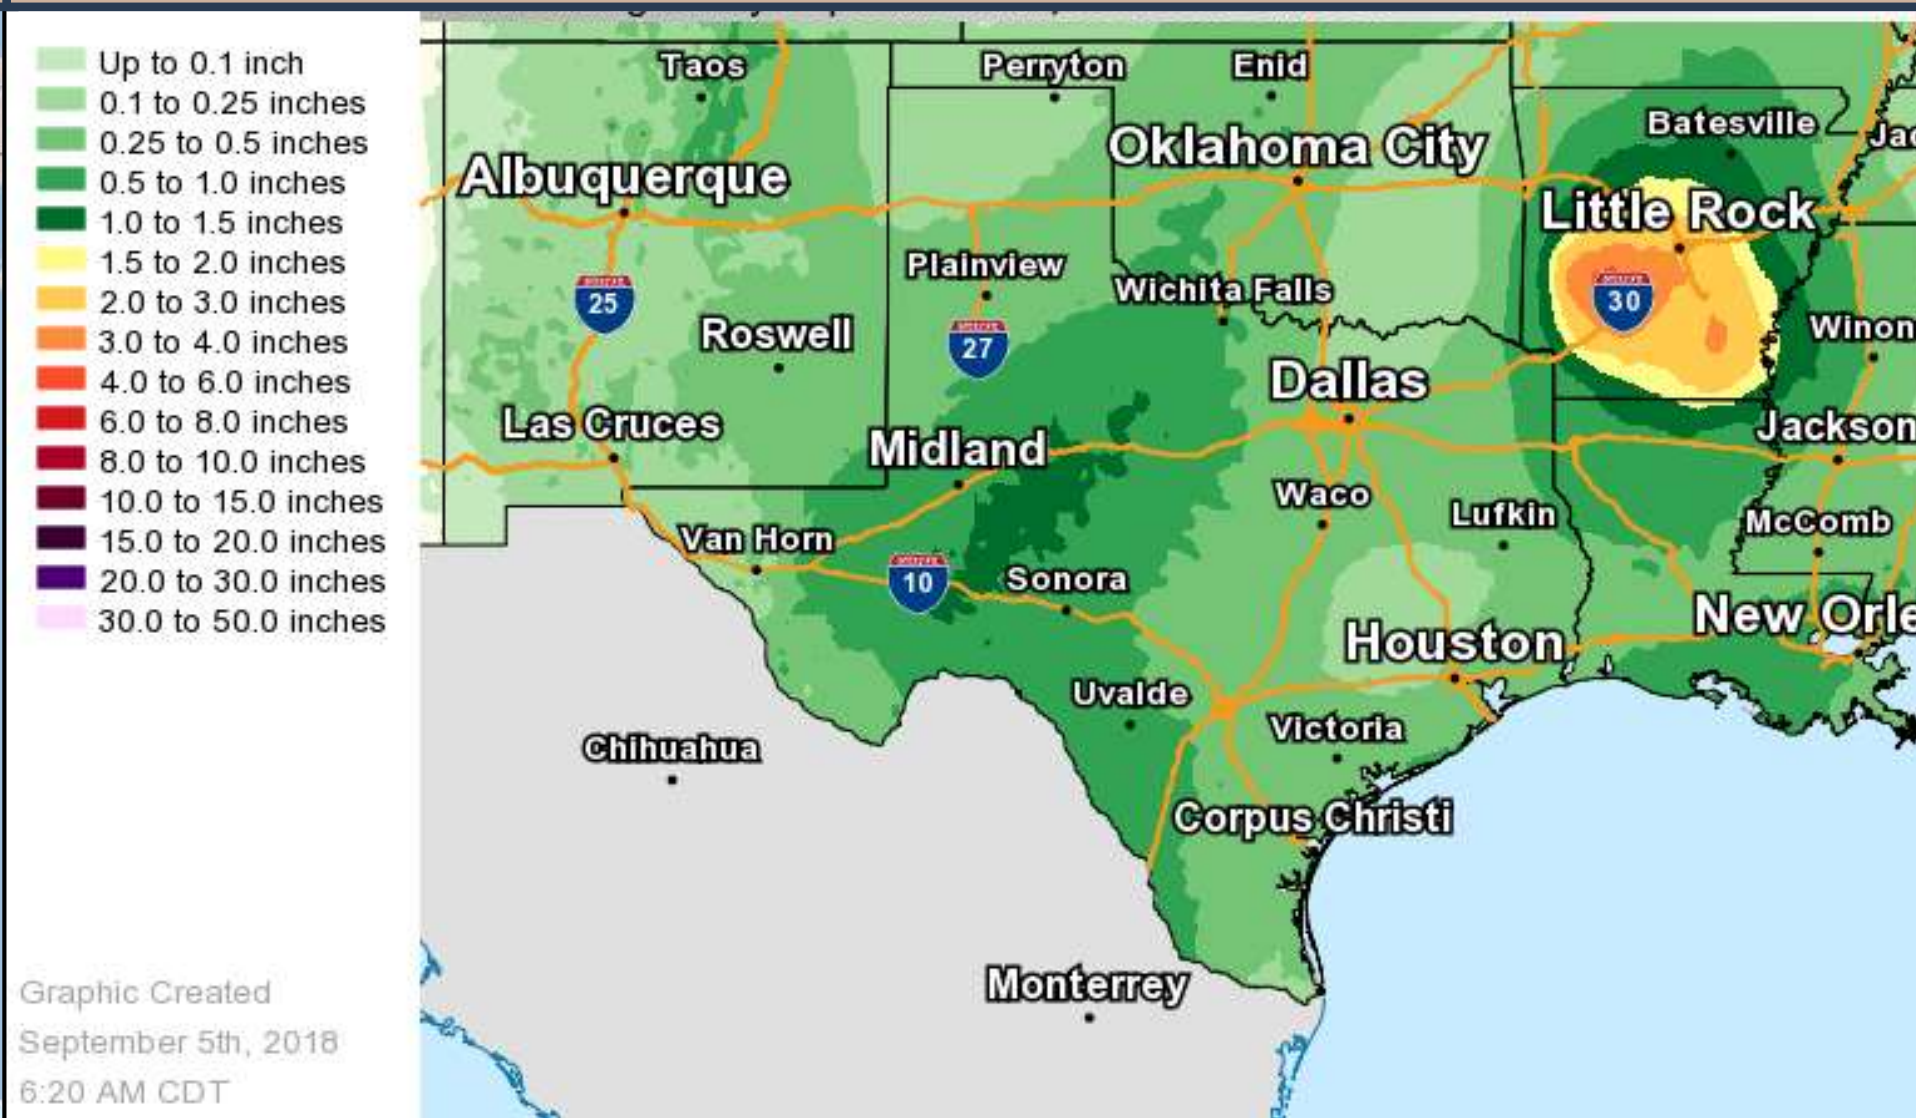 Up to 0.1 inch
0.1 to 0.25 inches
0.25 to 0.5 inches
0.5 to 1.0 inches
1.0 to 1.5 inches
1.5 to 2.0 inches
2.0 to 3.0 inches
3.0 to 4.0 inches
4.0 to 6.0 inches
6.0 to 8.0 inches
8.0 to 10.0 inches
10.0 to 15.0 inches
15.0 to 20.0 inches
20.0 to 30.0 inches
30.0 to 50.0 inches
Graphic Created
September 5th, 2018
6:20 AM CDT
Taos
Perryton
Enid
Batesville
Jac
Oklahoma City
Albuquerque
Little Rock
Plainview
Wichita Falls
25
30
Roswell
27
Winon
Dallas
Las Cruces
Midland
Jackson
Waco
Lufkin
McComb
Van Horn
10
Sonora
New Orle
Houston
Uvalde
Victoria
Chihuahua
Corpus Christi
Monterrey